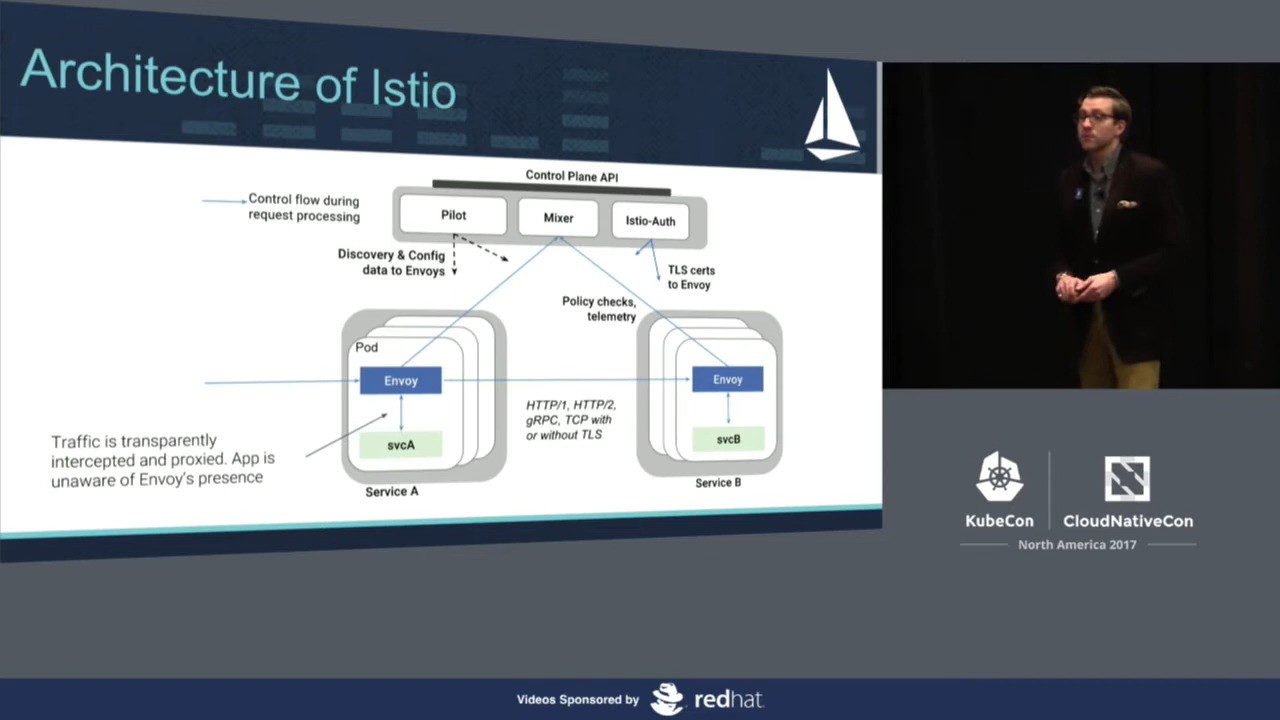 Architecture of Istio
Control Plane API
Control flow during
request processing
Pilot
Mixer
Istio-Auth
Discovery & Config
data to Envoys
TLS certs
to Envoy
Policy checks,
telemetry
Pod
Envoy
Envoy
HTTP/1, HTTP/2,
gRPC, TCP with
or without TLS
svcA
svcB
Traffic is transparently
intercepted and proxied. App is
unaware of Envoy's presence
Service A
Service B
KubeCon
CloudNativeCon
North America 2017
Videos Sponsored by
redhat